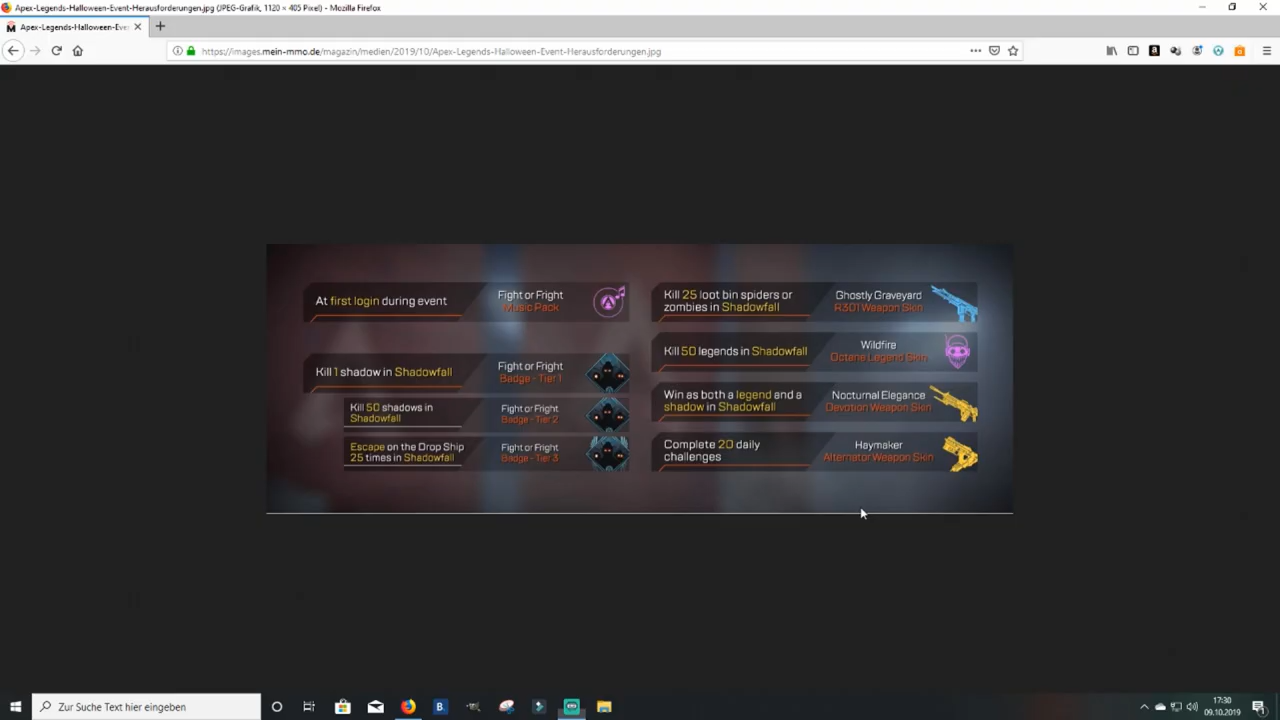 Apex-Legends-Halloween-Event-Herausforderungen.jpg (JPEG-Grafik, 1120 × 405 Pixel) - Mozilla Firefox
Apex-Legends-Halloween-Eve
https://images.mein-mmo.de/magazin/medien/2019/10/Apex-Legends-Halloween-Event-Herausforderungen.jpg
At first login during event
Fight or Fright
Music Pack
Kill 1 shadow in Shadowfall
Fight or Fright
Badge - Tier 1
Kill 50 shadows in
Shadowfall
Fight or Fright
Badge - Tier 2
Escape on the Drop Ship
25 times in Shadowfall
Fight or Fright
Badge - Tier 3
Kill 25 loot bin spiders or
zombies in Shadowfall
Ghostly Graveyard
R301 Weapon Skin
Kill 50 legends in Shadowfall
Wildfire
Octane Legend Skin
Win as both a legend and a
shadow in Shadowfall
Nocturnal Elegance
Devotion Weapon Skin
Complete 20 daily
challenges
Haymaker
Alternator Weapon Skin
Zur Suche Text hier eingeben
B.
17:30
09.10.2019